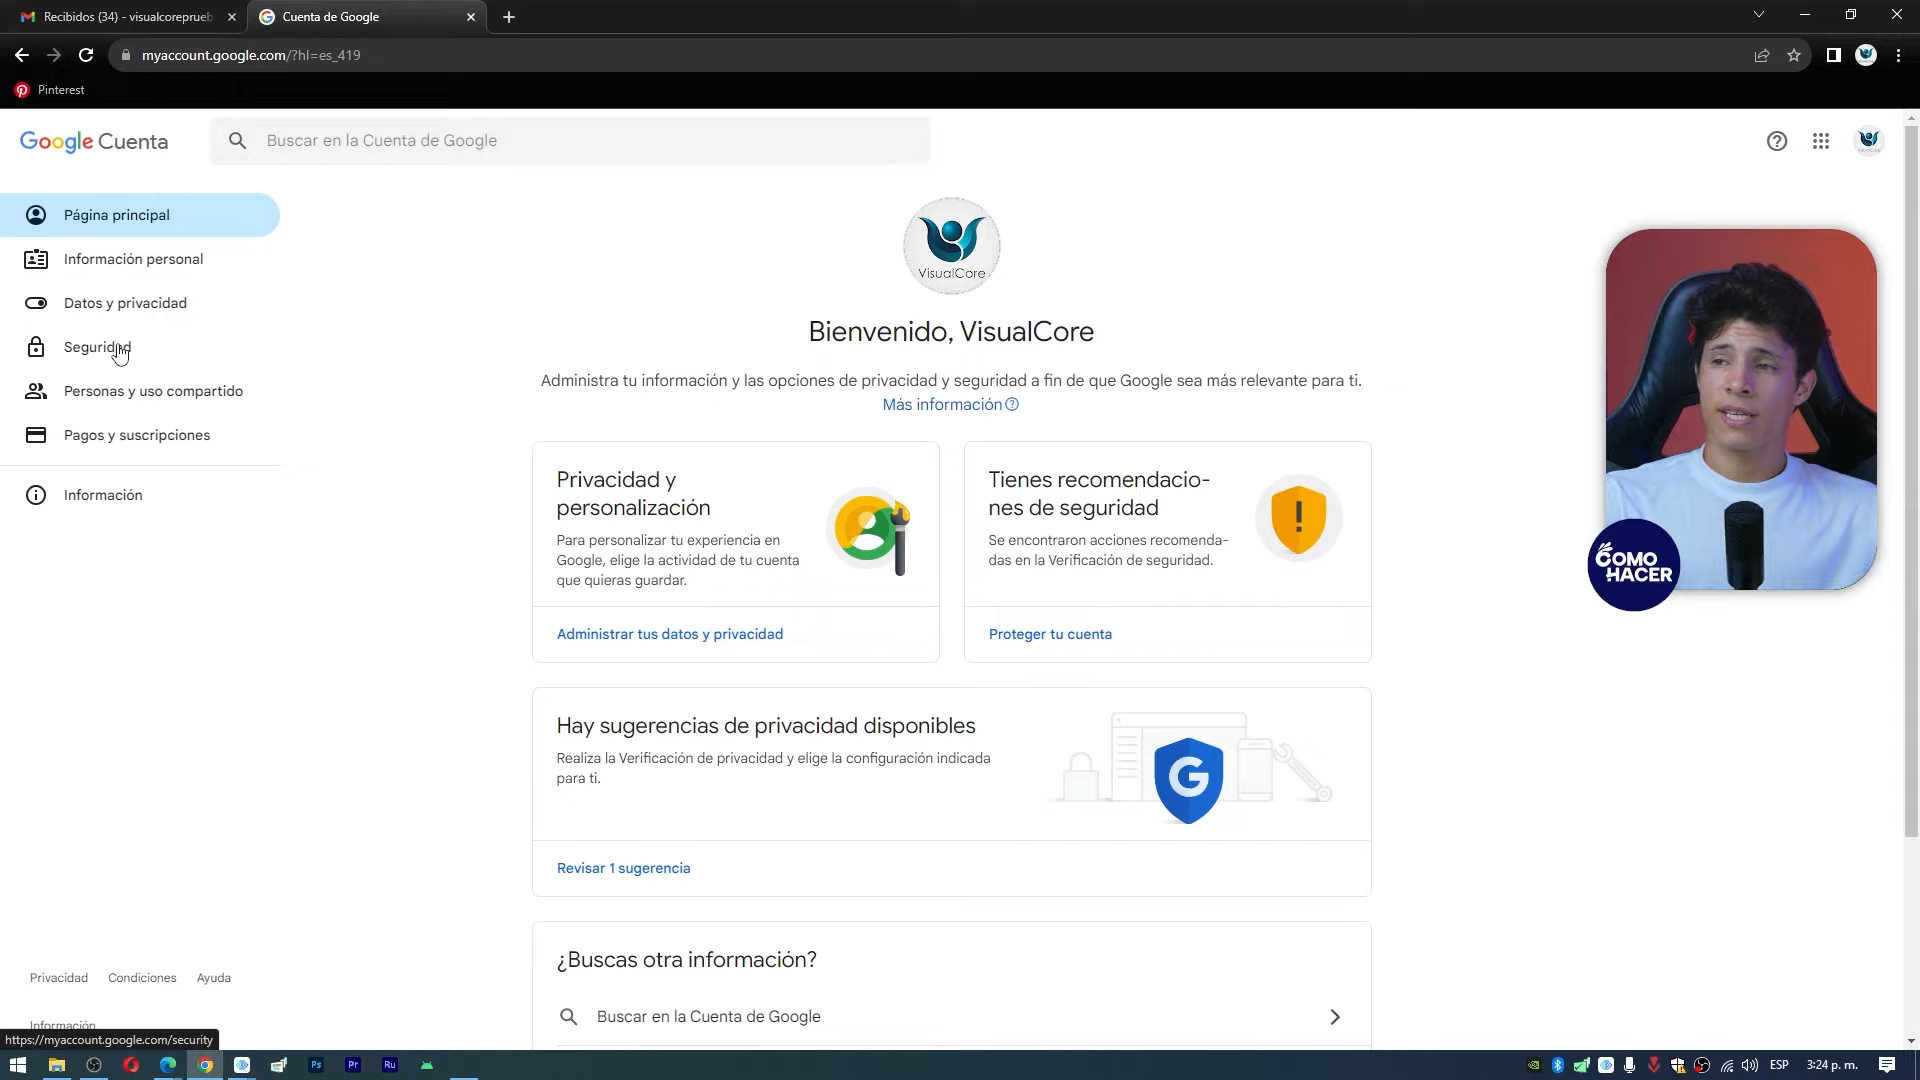 Recibidos (34) - visualcoreprueb
Cuenta de Google
myaccount.google.com/?hl=es_419
Pinterest
Google Cuenta
Buscar en la Cuenta de Google
Página principal
Información personal
Datos y privacidad
Seguridad
Personas y uso compartido
Pagos y suscripciones
Información
VisualCore
Bienvenido, VisualCore
Administra tu información y las opciones de privacidad y seguridad a fin de que Google sea más relevante para ti.
Más información
Privacidad y
personalización
Para personalizar tu experiencia en
Google, elige la actividad de tu cuenta
que quieras guardar.
Administrar tus datos y privacidad
Tienes recomendacio-
nes de seguridad
Se encontraron acciones recomenda-
das en la Verificación de seguridad.
Proteger tu cuenta
COMO
HACER
Hay sugerencias de privacidad disponibles
Realiza la Verificación de privacidad y elige la configuración indicada
para ti.
G
Revisar 1 sugerencia
¿Buscas otra información?
Buscar en la Cuenta de Google
Privacidad Condiciones Ayuda
Información
https://myaccount.google.com/security
Ps
Pr
Ru
ESP
3:24 p. m.